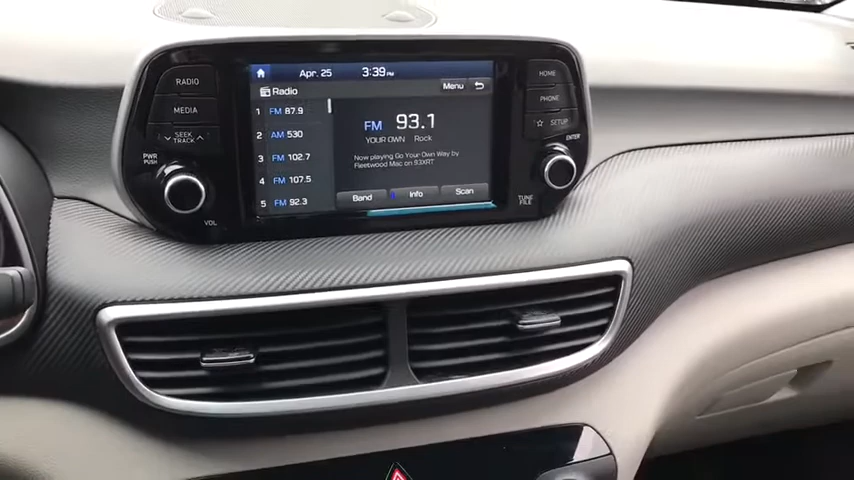 Apr. 25 3:39 PM
Radio Menu
1 FM 87.9
2 AM 530
3 FM 102.7
4 FM 107.5
5 FM 92.3
FM 93.1
YOUR OWN Rock
Now playing (Go Your Own Way by
Fleetwood Mac on 93XRT
Band Info Scan
RADIO
MEDIA
SEEK
TRACK
PWR
PUSH
VOL
HOME
PHONE
SETUP
ENTER
TUNE
FILE